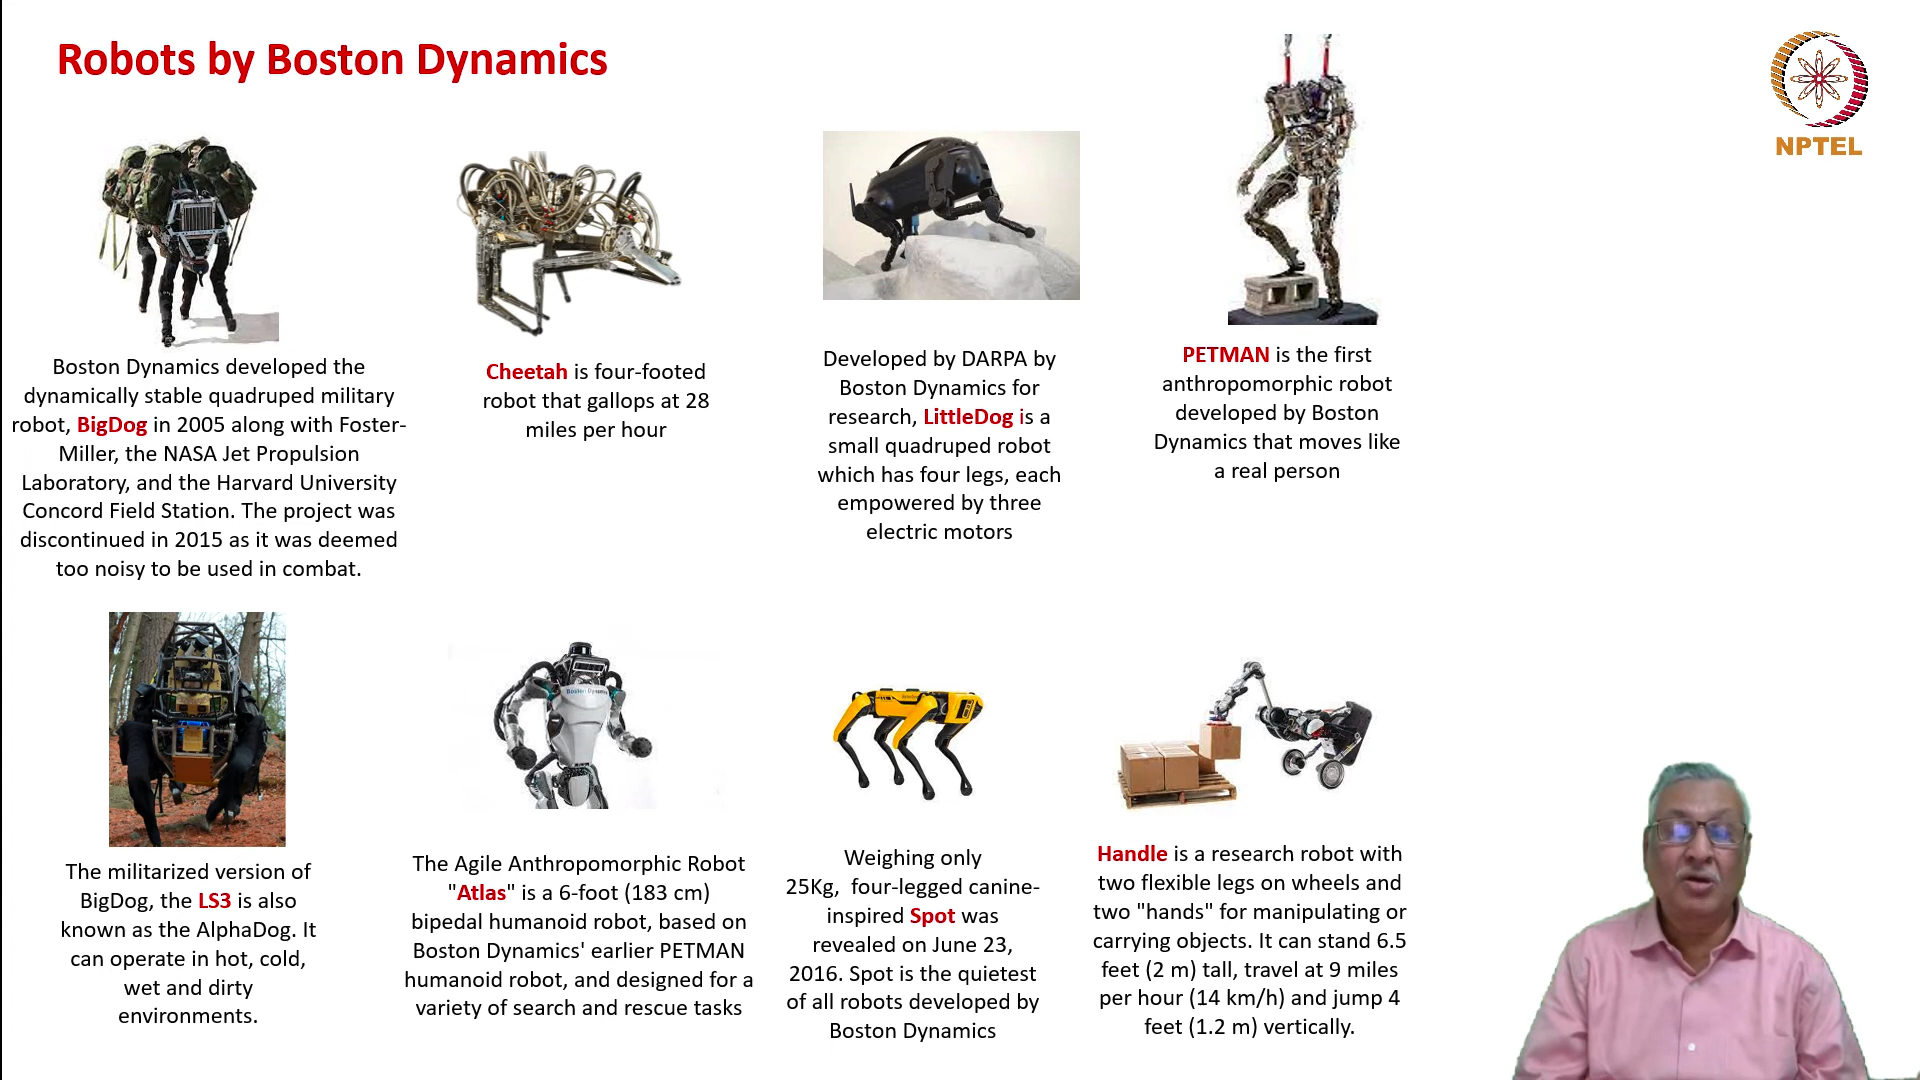 Robots by Boston Dynamics
NPTEL
Boston Dynamics developed the
dynamically stable quadruped military
robot, BigDog in 2005 along with Foster-
Miller, the NASA Jet Propulsion
Laboratory, and the Harvard University
Concord Field Station. The project was
discontinued in 2015 as it was deemed
too noisy to be used in combat.
Cheetah is four-footed
robot that gallops at 28
miles per hour
Developed by DARPA by
Boston Dynamics for
research, LittleDog is a
small quadruped robot
which has four legs, each
empowered by three
electric motors
PETMAN is the first
anthropomorphic robot
developed by Boston
Dynamics that moves like
a real person
The militarized version of
BigDog, the LS3 is also
known as the AlphaDog. It
can operate in hot, cold,
wet and dirty
environments.
Boston Dynamics
The Agile Anthropomorphic Robot
"Atlas" is a 6-foot (183 cm)
bipedal humanoid robot, based on
Boston Dynamics' earlier PETMAN
humanoid robot, and designed for a
variety of search and rescue tasks
Weighing only
25Kg, four-legged canine-
inspired Spot was
revealed on June 23,
2016. Spot is the quietest
of all robots developed by
Boston Dynamics
Handle is a research robot with
two flexible legs on wheels and
two "hands" for manipulating or
carrying objects. It can stand 6.5
feet (2 m) tall, travel at 9 miles
per hour (14 km/h) and jump 4
feet (1.2 m) vertically.